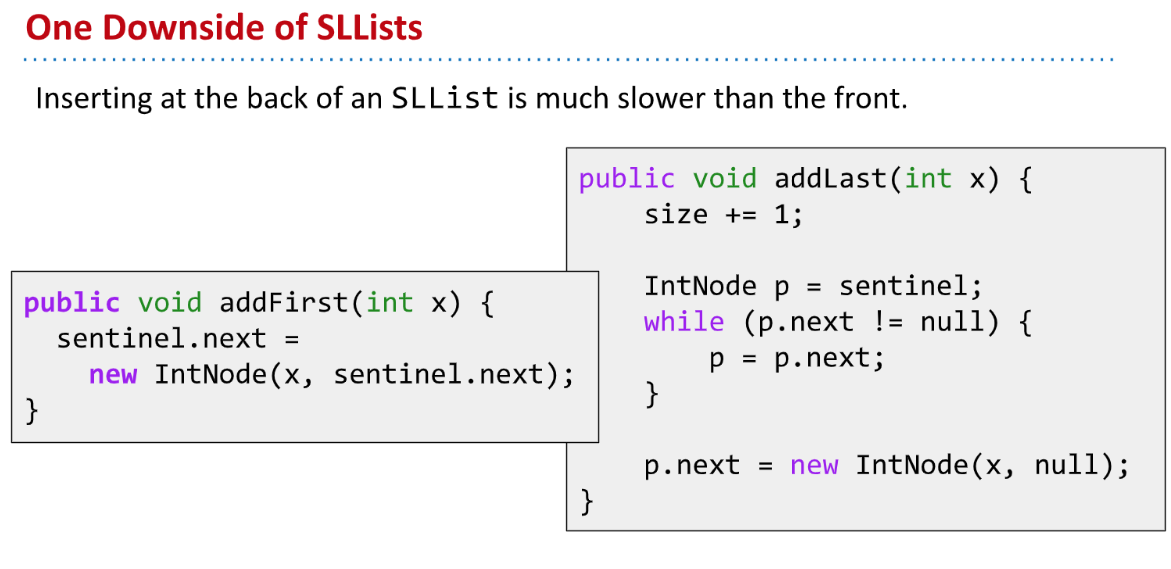 One Downside of SLLists
Inserting at the back of an SLList is much slower than the front.
public void addFirst(int x) {
  sentinel.next =
    new IntNode(x, sentinel.next);
}
public void addLast(int x) {
    size += 1;

    IntNode p = sentinel;
    while (p.next != null) {
        p = p.next;
    }

    p.next = new IntNode(x, null);
}